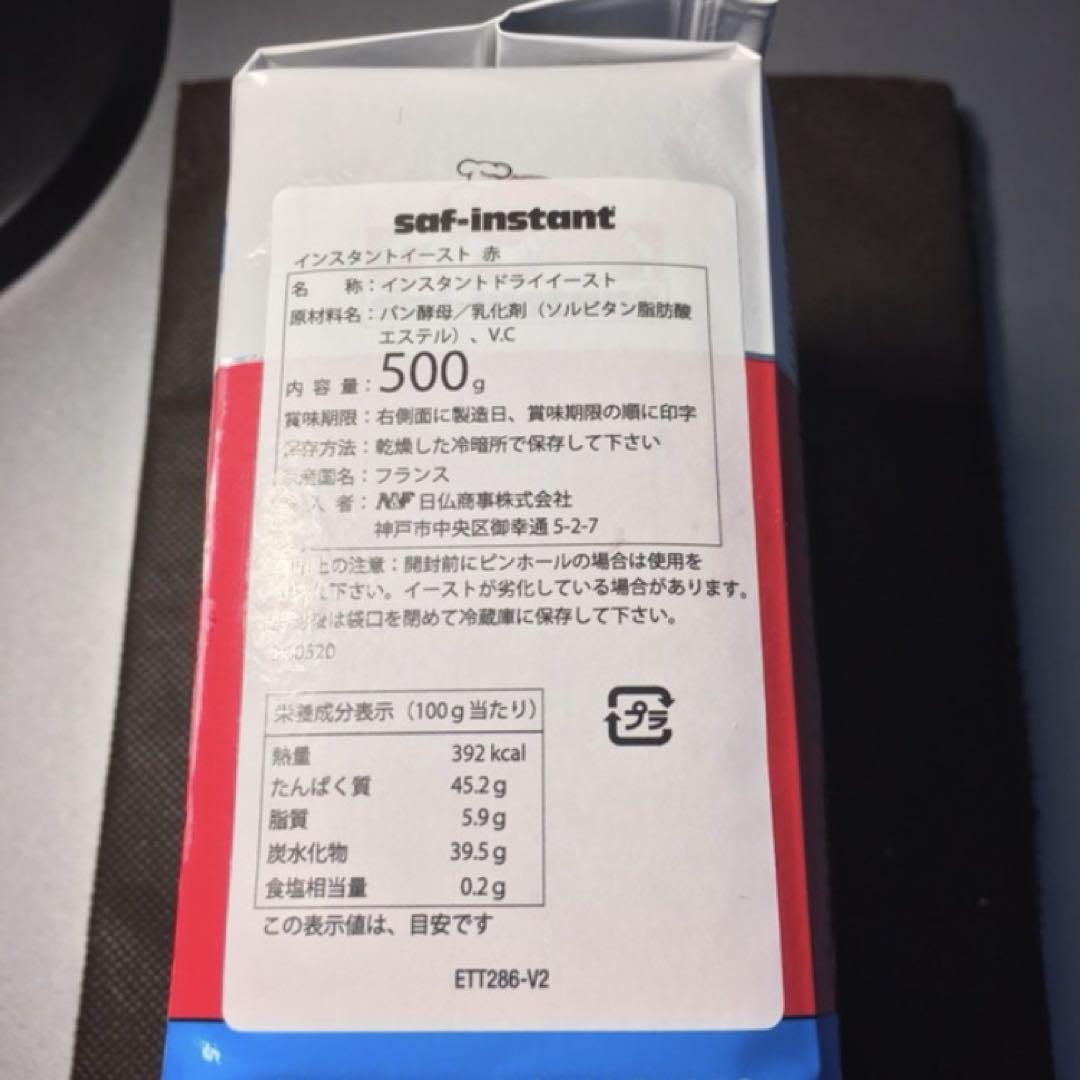 saf-instant
インスタントイースト 赤
名 称：インスタントドライイースト
原材料名：パン酵母／乳化剤（ソルビタン脂肪酸
エステル）、V.C
内 容 量：500g
賞味期限：右側面に製造日、賞味期限の順に印字
保存方法：乾燥した冷暗所で保存して下さい
産国名：フランス
者：N&F 日仏商事株式会社
神戸市中央区御幸通 5-2-7
上の注意：開封前にピンホールの場合は使用を
下さい。イーストが劣化している場合があります。
後は袋口を閉めて冷蔵庫に保存して下さい。
0520
栄養成分表示（100g当たり）
熱量 392 kcal
たんぱく質 45.2g
脂質 5.9g
炭水化物 39.5g
食塩相当量 0.2g
この表示値は、目安です
プラ
ETT286-V2